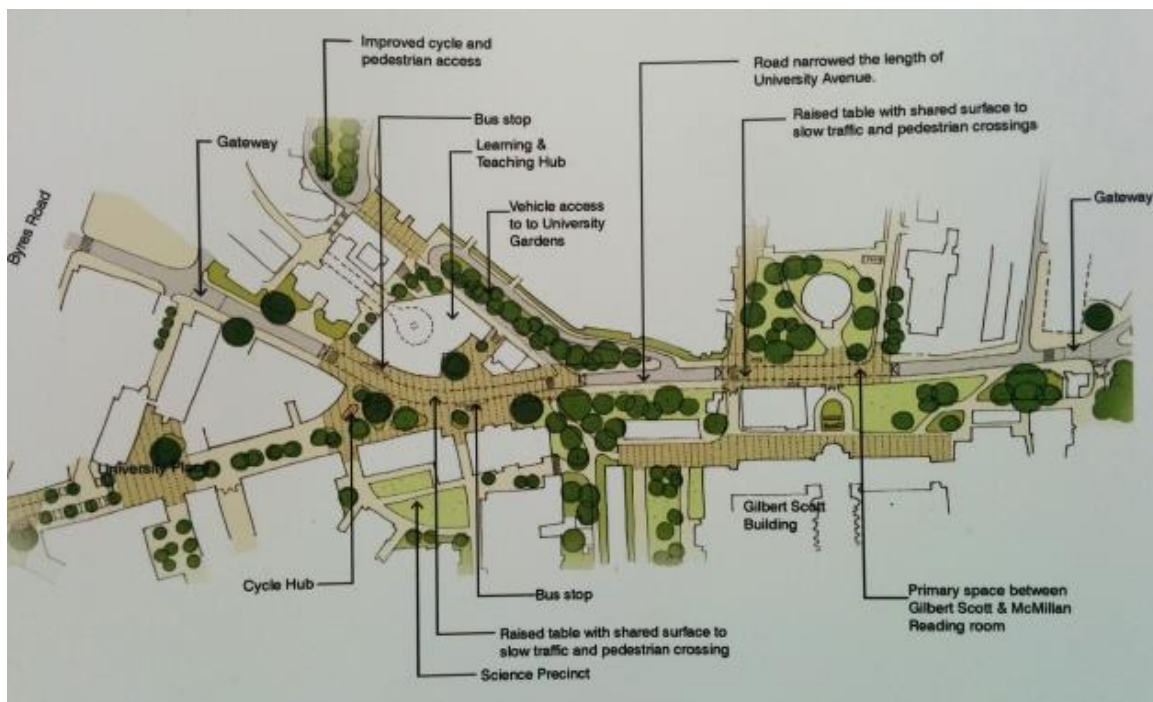 Improved cycle and
pedestrian access
Road narrowed the length of
University Avenue.
Bus stop
Raised table with shared surface to
slow traffic and pedestrian crossings
Gateway
Learning &
Teaching Hub
Vehicle access
to to University
Gardens
Gateway
Byres Road
University Place
Gilbert Scott
Building
Cycle Hub
Bus stop
Primary space between
Gilbert Scott & McMillan
Reading room
Raised table with shared surface to
slow traffic and pedestrian crossing
Science Precinct